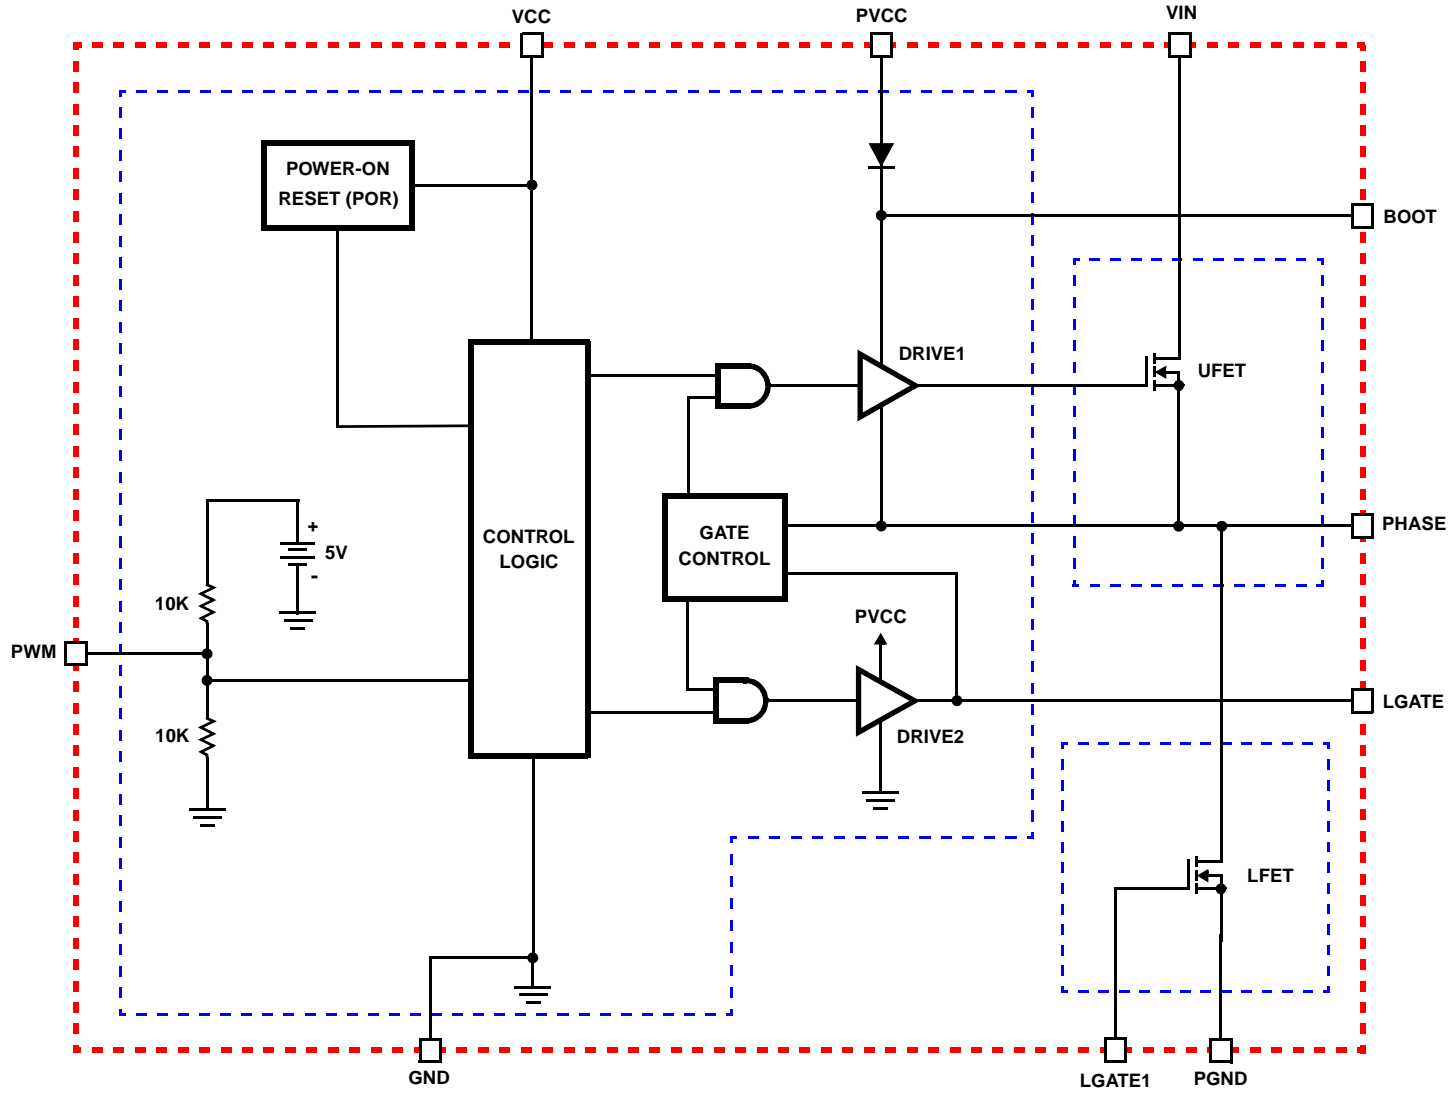 VCC
PVCC
VIN
POWER-ON
RESET (POR)
BOOT
DRIVE1
UFET
CONTROL
LOGIC
GATE
CONTROL
PHASE
+
5V
-
10K
PVCC
PWM
LGATE
10K
DRIVE2
LFET
GND
LGATE1
PGND